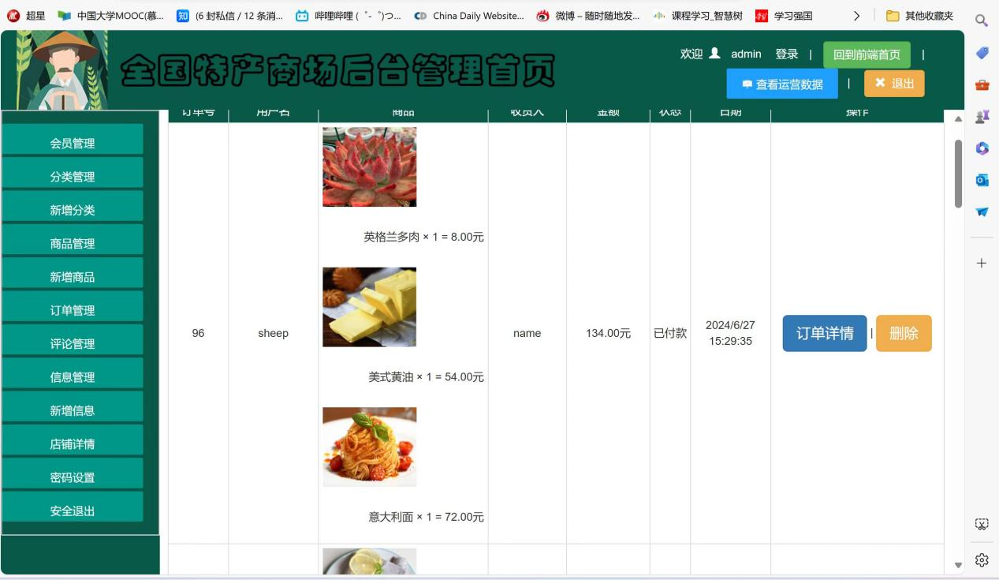 超星
中国大学MOOC(慕...
知
(6 封私信 / 12 条消...
哔哩哔哩 (゜-゜)つ...
CD
China Daily Website...
微博 – 随时随地发...
课程学习_智慧树
学习强国
其他收藏夹
全国特产商场后台管理首页
欢迎 admin 登录 | 回到前端首页 |
查看运营数据 | 退出
订单号 用户名 商品 收货人 金额 状态 日期 操作
会员管理
分类管理
新增分类
商品管理
新增商品
订单管理
评论管理
信息管理
新增信息
店铺详情
密码设置
安全退出
英格兰多肉 × 1 = 8.00元
美式黄油 × 1 = 54.00元
意大利面 × 1 = 72.00元
96
sheep
name
134.00元
已付款
2024/6/27
15:29:35
订单详情 | 删除